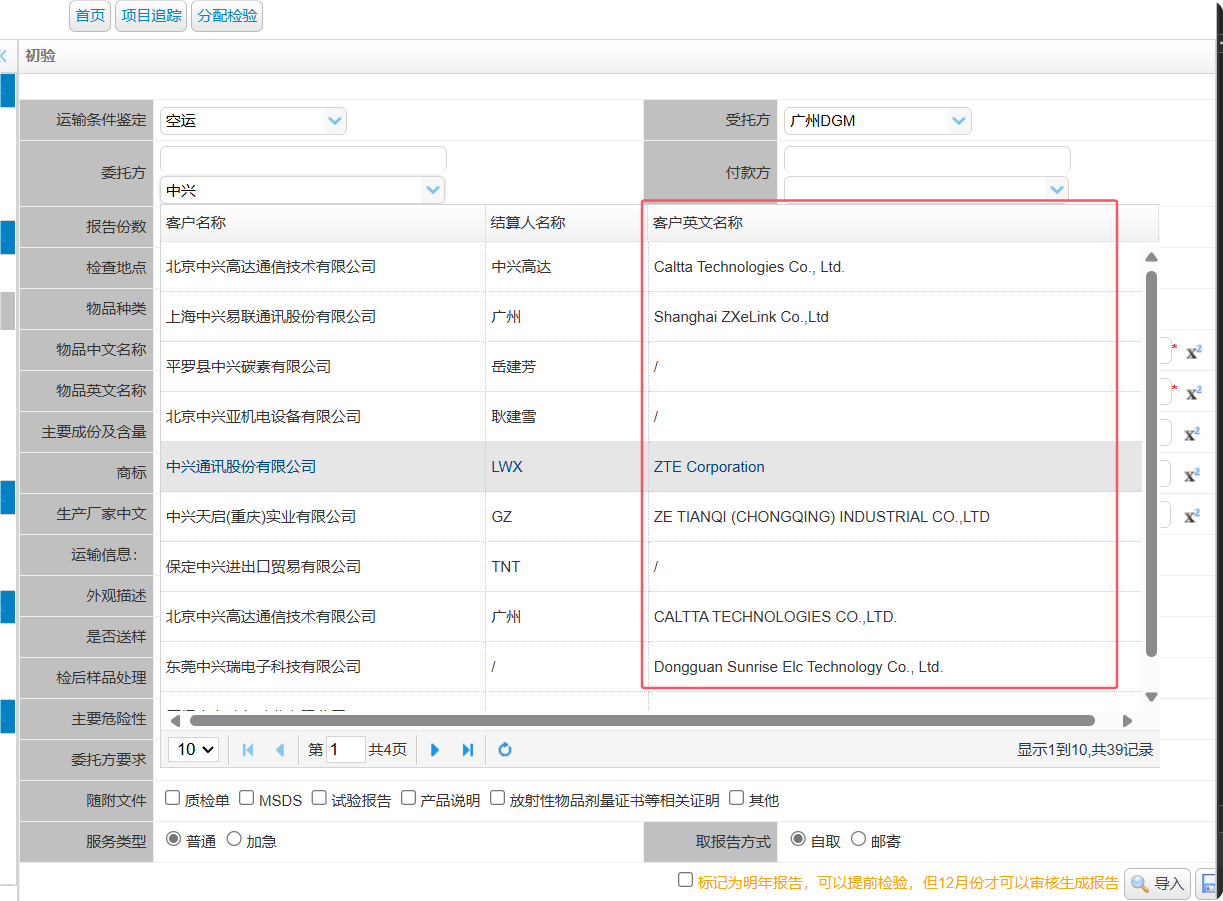 首页 项目追踪 分配检验
初验
运输条件鉴定 空运 受托方 广州DGM
委托方 付款方
中兴
报告份数 客户名称 结算人名称 客户英文名称
检查地点 北京中兴高达通信技术有限公司 中兴高达 Caltta Technologies Co., Ltd.
物品种类 上海中兴易联通讯股份有限公司 广州 Shanghai ZXeLink Co.,Ltd
物品中文名称 平罗县中兴碳素有限公司 岳建芳 / * x²
物品英文名称 * x²
北京中兴亚机电设备有限公司 耿建雪 /
主要成份及含量 x²
商标 中兴通讯股份有限公司 LWX ZTE Corporation x²
生产厂家中文 中兴天启(重庆)实业有限公司 GZ ZE TIANQI (CHONGQING) INDUSTRIAL CO.,LTD x²
运输信息：
保定中兴进出口贸易有限公司 TNT /
外观描述
北京中兴高达通信技术有限公司 广州 CALTTA TECHNOLOGIES CO.,LTD.
是否送样
东莞中兴瑞电子科技有限公司 / Dongguan Sunrise Elc Technology Co., Ltd.
检后样品处理
主要危险性
10 第 1 共4页 显示1到10,共39记录
委托方要求
随附文件 质检单 MSDS 试验报告 产品说明 放射性物品剂量证书等相关证明 其他
服务类型 普通 加急 取报告方式 自取 邮寄
标记为明年报告，可以提前检验，但12月份才可以审核生成报告 导入